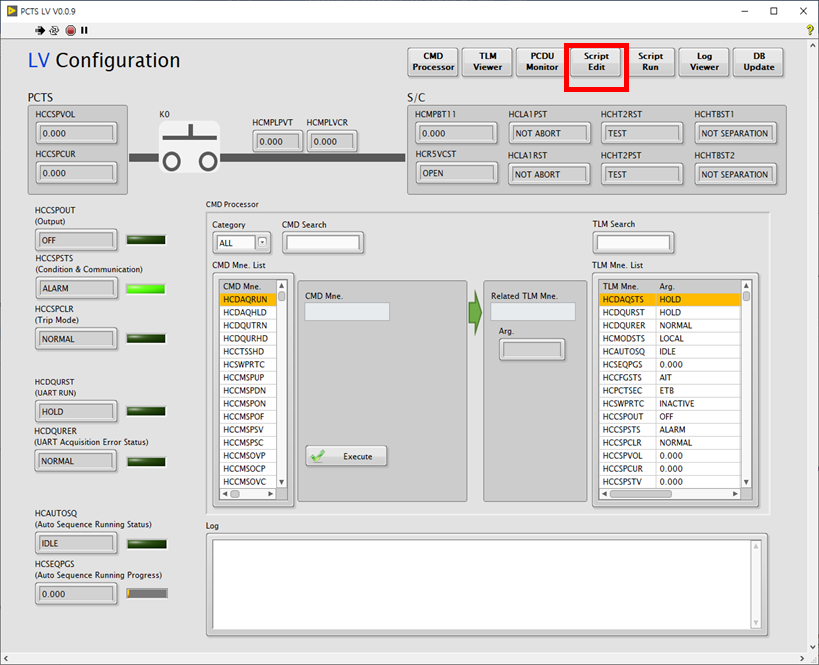 PCTS LV V0.0.9
?
LV Configuration
CMD Processor
TLM Viewer
PCDU Monitor
Script Edit
Script Run
Log Viewer
DB Update
PCTS
HCCSPVOL
0.000
HCCSPCUR
0.000
K0
HCMPLPVT
0.000
HCMPLVCR
0.000
S/C
HCMPBT11
0.000
HCLA1PST
NOT ABORT
HCHT2RST
TEST
HCHTBST1
NOT SEPARATION
HCR5VCST
OPEN
HCLA1RST
NOT ABORT
HCHT2PST
TEST
HCHTBST2
NOT SEPARATION
HCCSPOUT
(Output)
OFF
HCCSPSTS
(Condition & Communication)
ALARM
HCCSPCLR
(Trip Mode)
NORMAL
HCDQURST
(UART RUN)
HOLD
HCDQURER
(UART Acquisition Error Status)
NORMAL
HCAUTOSQ
(Auto Sequence Running Status)
IDLE
HCSEQPGS
(Auto Sequence Running Progress)
0.000
CMD Processor
Category
ALL
CMD Search
CMD Mne. List
CMD Mne.
HCDAQRUN
HCDAQHLD
HCDQUTRN
HCDQURHD
HCCTSSHD
HCSWPRTC
HCCMSPUP
HCCMSPDN
HCCMSPON
HCCMSPOF
HCCMSPSV
HCCMSPSC
HCCMSOVP
HCCMSOCP
HCCMSOVC
CMD Mne.
Execute
Related TLM Mne.
Arg.
TLM Search
TLM Mne. List
TLM Mne. Arg.
HCDAQSTS HOLD
HCDQURST HOLD
HCDQURER NORMAL
HCMODSTS LOCAL
HCAUTOSQ IDLE
HCSEQPGS 0.000
HCCFGSTS AIT
HCPCTSEC ETB
HCSWPRTC INACTIVE
HCCSPOUT OFF
HCCSPSTS ALARM
HCCSPCLR NORMAL
HCCSPVOL 0.000
HCCSPCUR 0.000
HCCSPSTV 0.000
Log